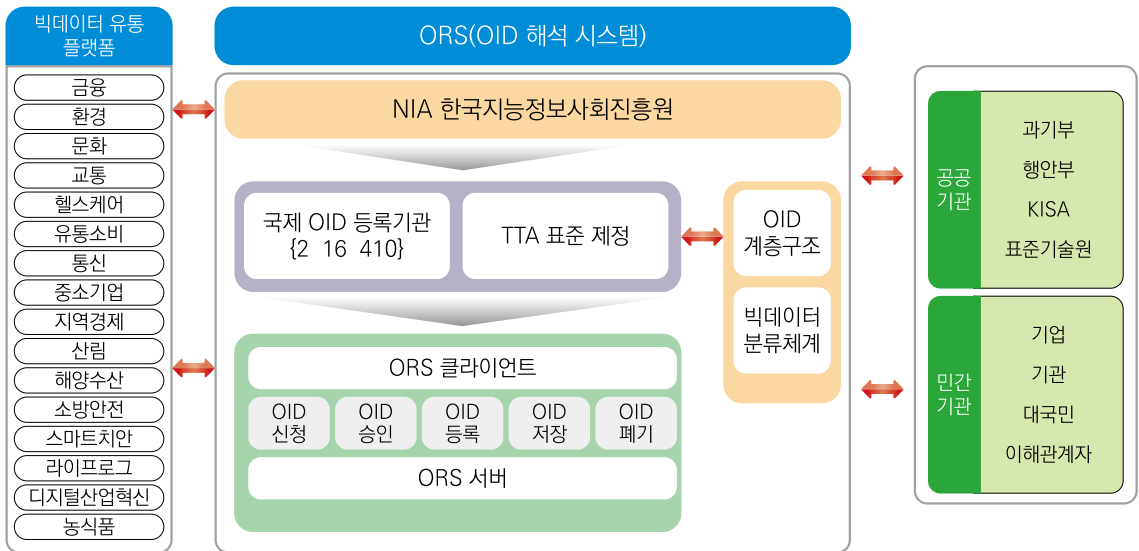 빅데이터 유통
플랫폼
금융
환경
문화
교통
헬스케어
유통소비
통신
중소기업
지역경제
산림
해양수산
소방안전
스마트치안
라이프로그
디지털산업혁신
농식품
ORS(OID 해석 시스템)
NIA 한국지능정보사회진흥원
국제 OID 등록기관
{2 16 410}
TTA 표준 제정
OID
계층구조
빅데이터
분류체계
ORS 클라이언트
OID
신청
OID
승인
OID
등록
OID
저장
OID
폐기
ORS 서버
공공
기관
과기부
행안부
KISA
표준기술원
민간
기관
기업
기관
대국민
이해관계자